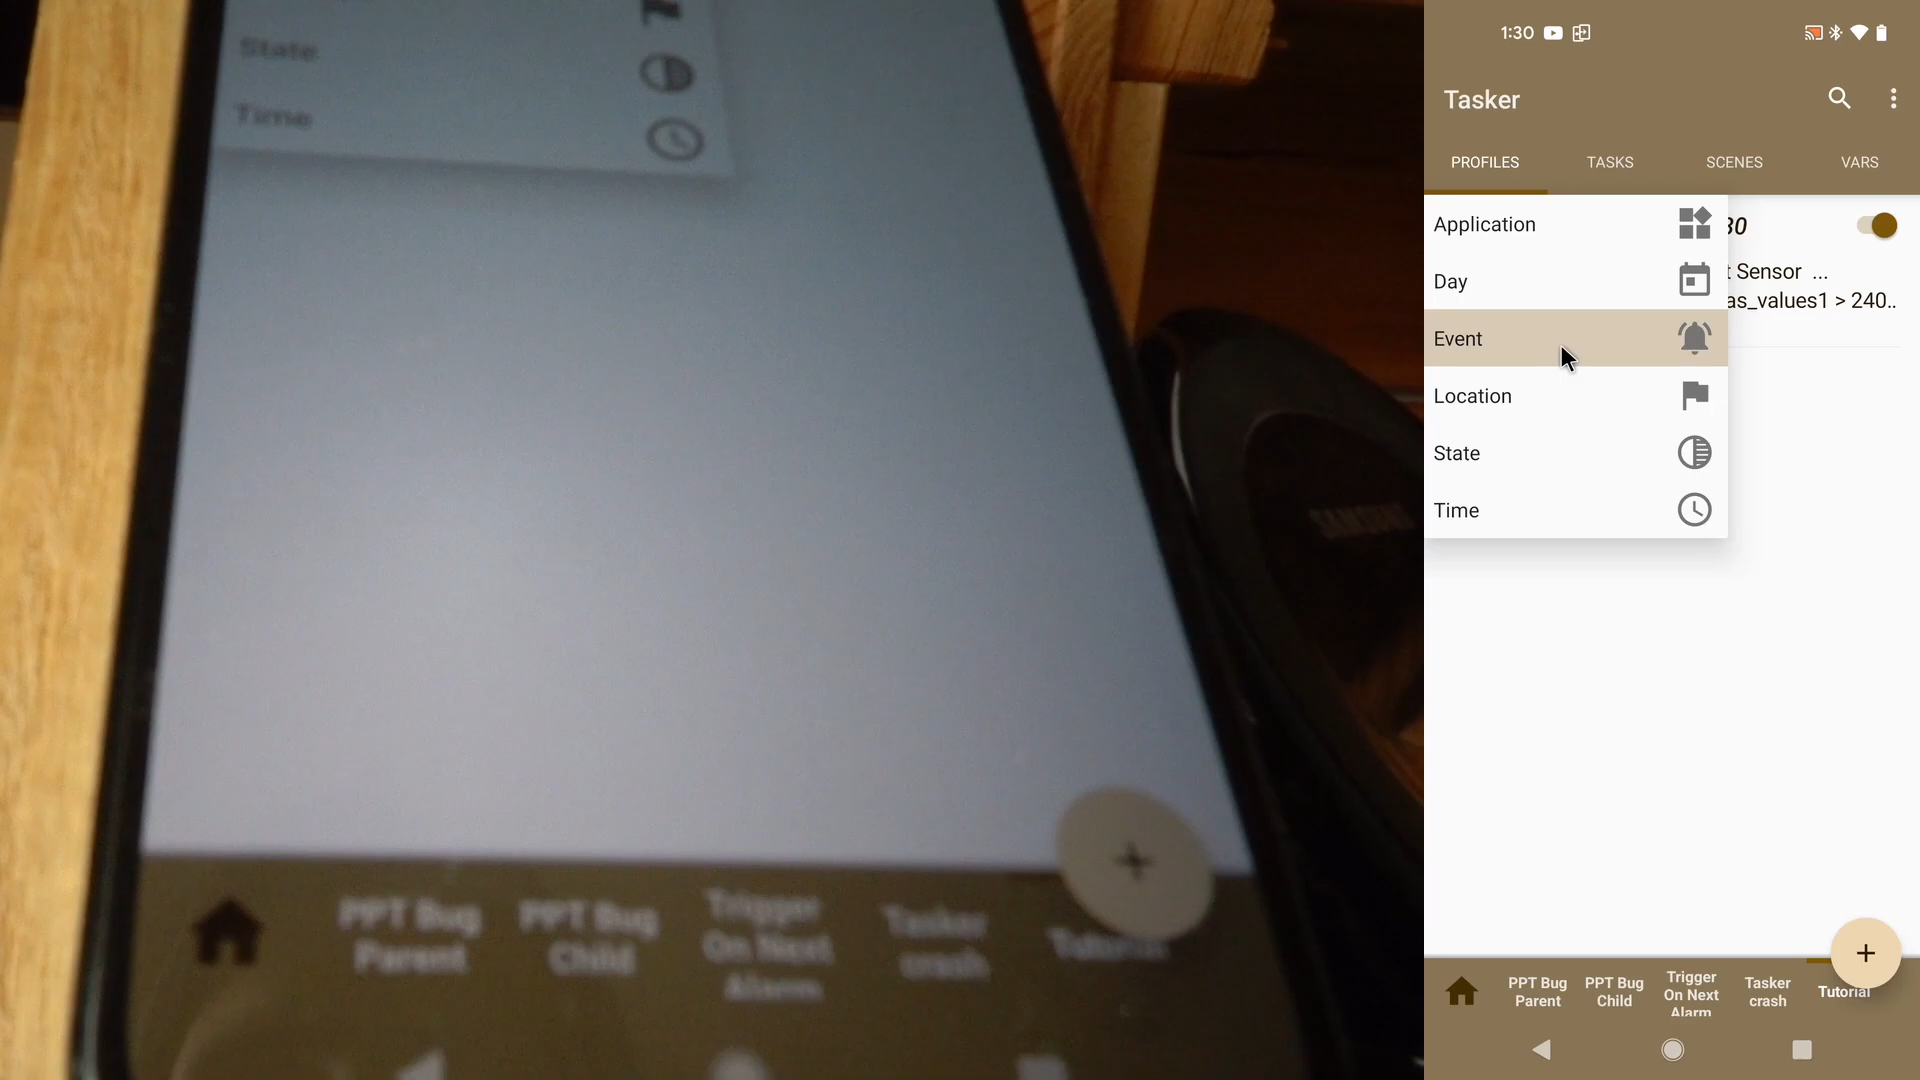 State
Time
PPT Bug
Parent
PPT Bug
Child
Trigger
On Next
Alarm
Tasker
crash
Tutorial
SAMSUNG
1:30
Tasker
PROFILES
TASKS
SCENES
VARS
Application
Day
Event
Location
State
Time
30
t Sensor ...
as_values1 > 240..
PPT Bug
Parent
PPT Bug
Child
Trigger
On Next
Alarm
Tasker
crash
Tutorial